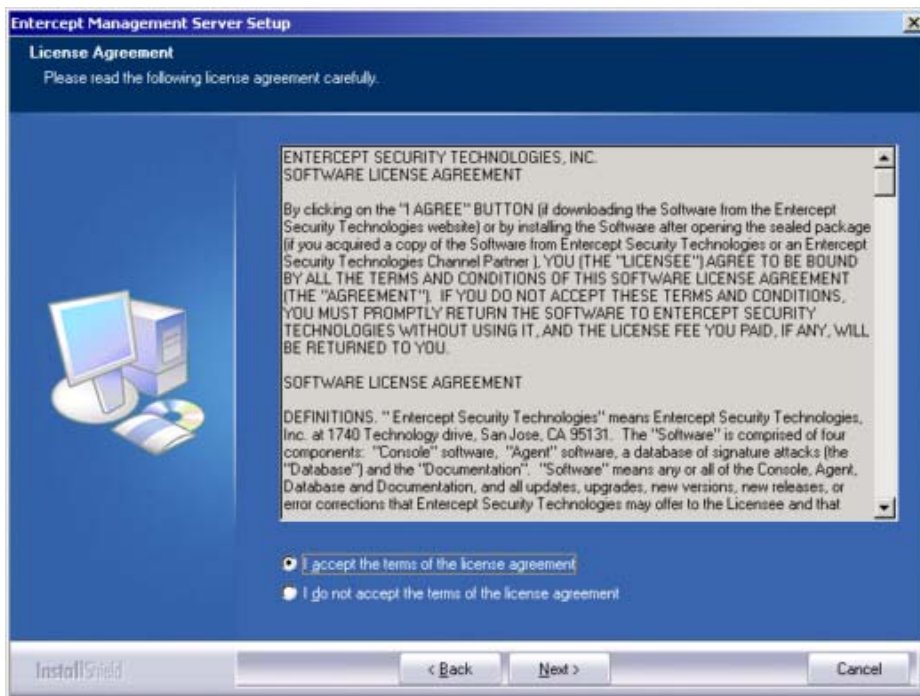 Entercept Management Server Setup
License Agreement
Please read the following license agreement carefully.
ENTERCEPT SECURITY TECHNOLOGIES, INC.
SOFTWARE LICENSE AGREEMENT
By clicking on the "I AGREE" BUTTON (if downloading the Software from the Entercept
Security Technologies website) or by installing the Software after opening the sealed package
(if you acquired a copy of the Software from Entercept Security Technologies or an Entercept
Security Technologies Channel Partner ), YOU (THE "LICENSEE") AGREE TO BE BOUND
BY ALL THE TERMS AND CONDITIONS OF THIS SOFTWARE LICENSE AGREEMENT
(THE "AGREEMENT"). IF YOU DO NOT ACCEPT THESE TERMS AND CONDITIONS,
YOU MUST PROMPTLY RETURN THE SOFTWARE TO ENTERCEPT SECURITY
TECHNOLOGIES WITHOUT USING IT, AND THE LICENSE FEE YOU PAID, IF ANY, WILL
BE RETURNED TO YOU.
SOFTWARE LICENSE AGREEMENT
DEFINITIONS. " Entercept Security Technologies" means Entercept Security Technologies,
Inc. at 1740 Technology drive, San Jose, CA 95131. The "Software" is comprised of four
components: "Console" software, "Agent" software, a database of signature attacks (the
"Database") and the "Documentation". "Software" means any or all of the Console, Agent,
Database and Documentation, and all updates, upgrades, new versions, new releases, or
error corrections that Entercept Security Technologies may offer to the Licensee and that
I accept the terms of the license agreement
I do not accept the terms of the license agreement
InstallShield
< Back
Next >
Cancel